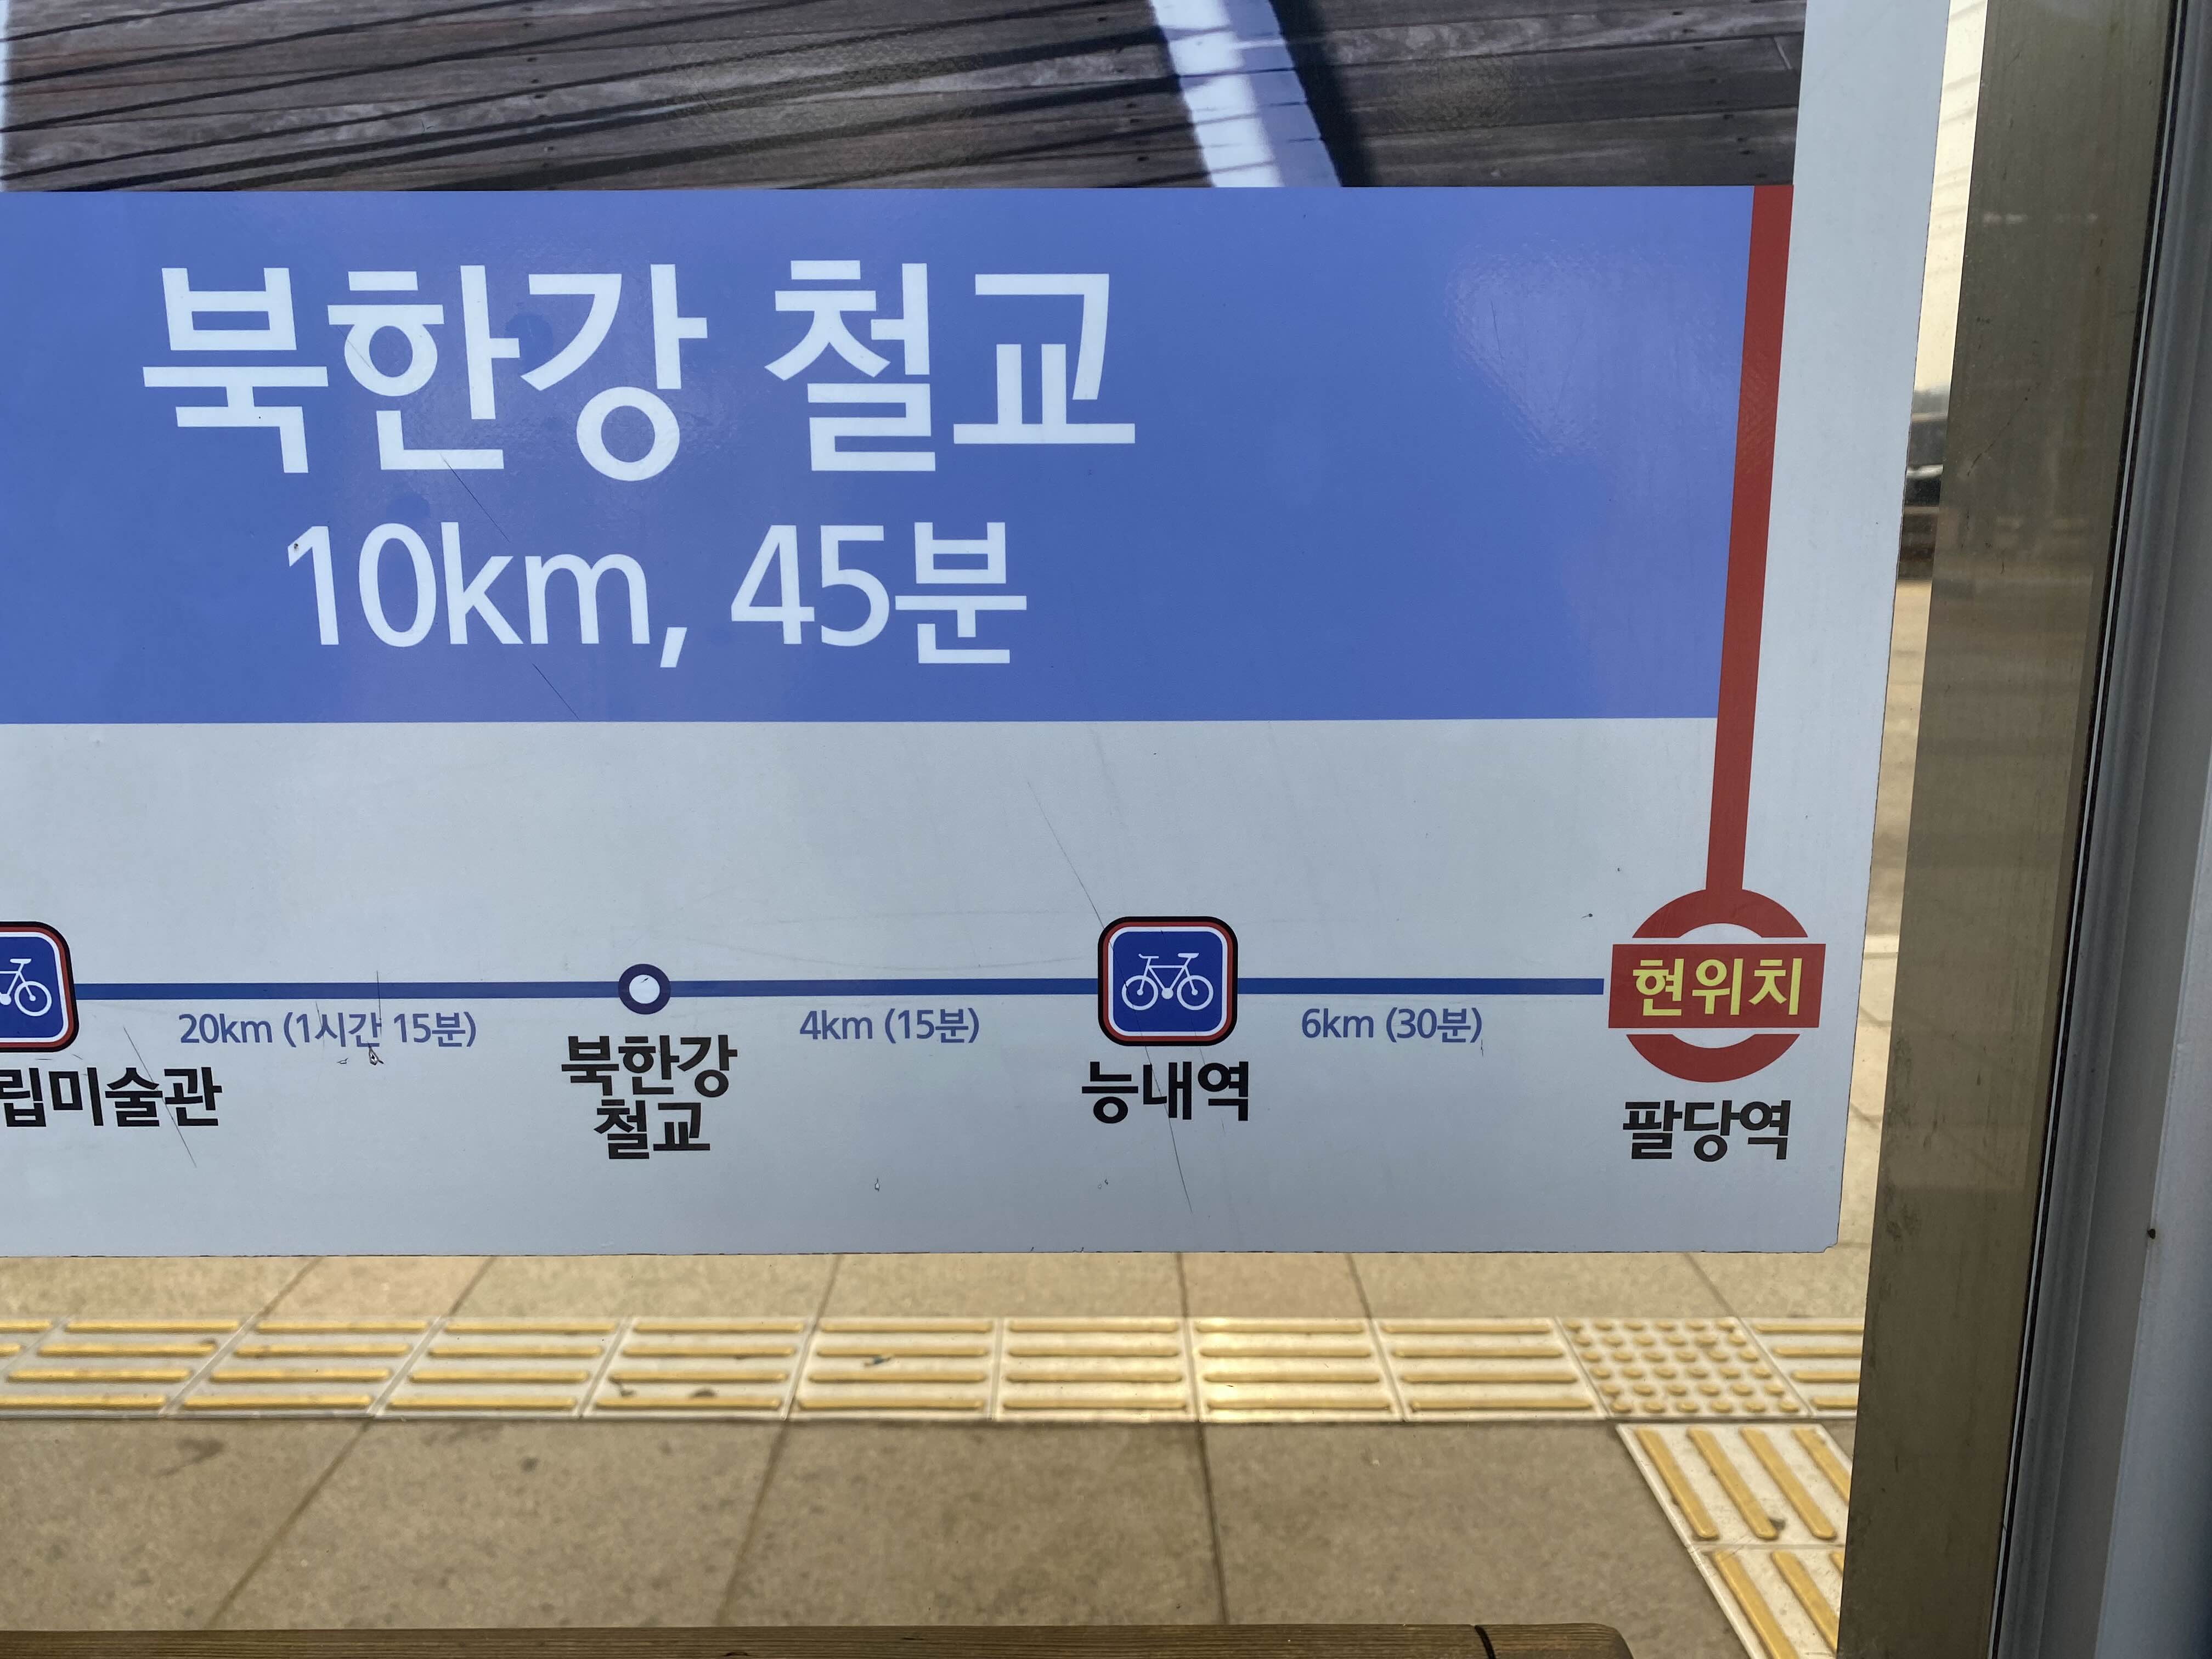 북한강 철교
10km, 45분
현위치
20km (1시간 15분)
4km (15분)
6km (30분)
립미술관
북한강
철교
능내역
팔당역